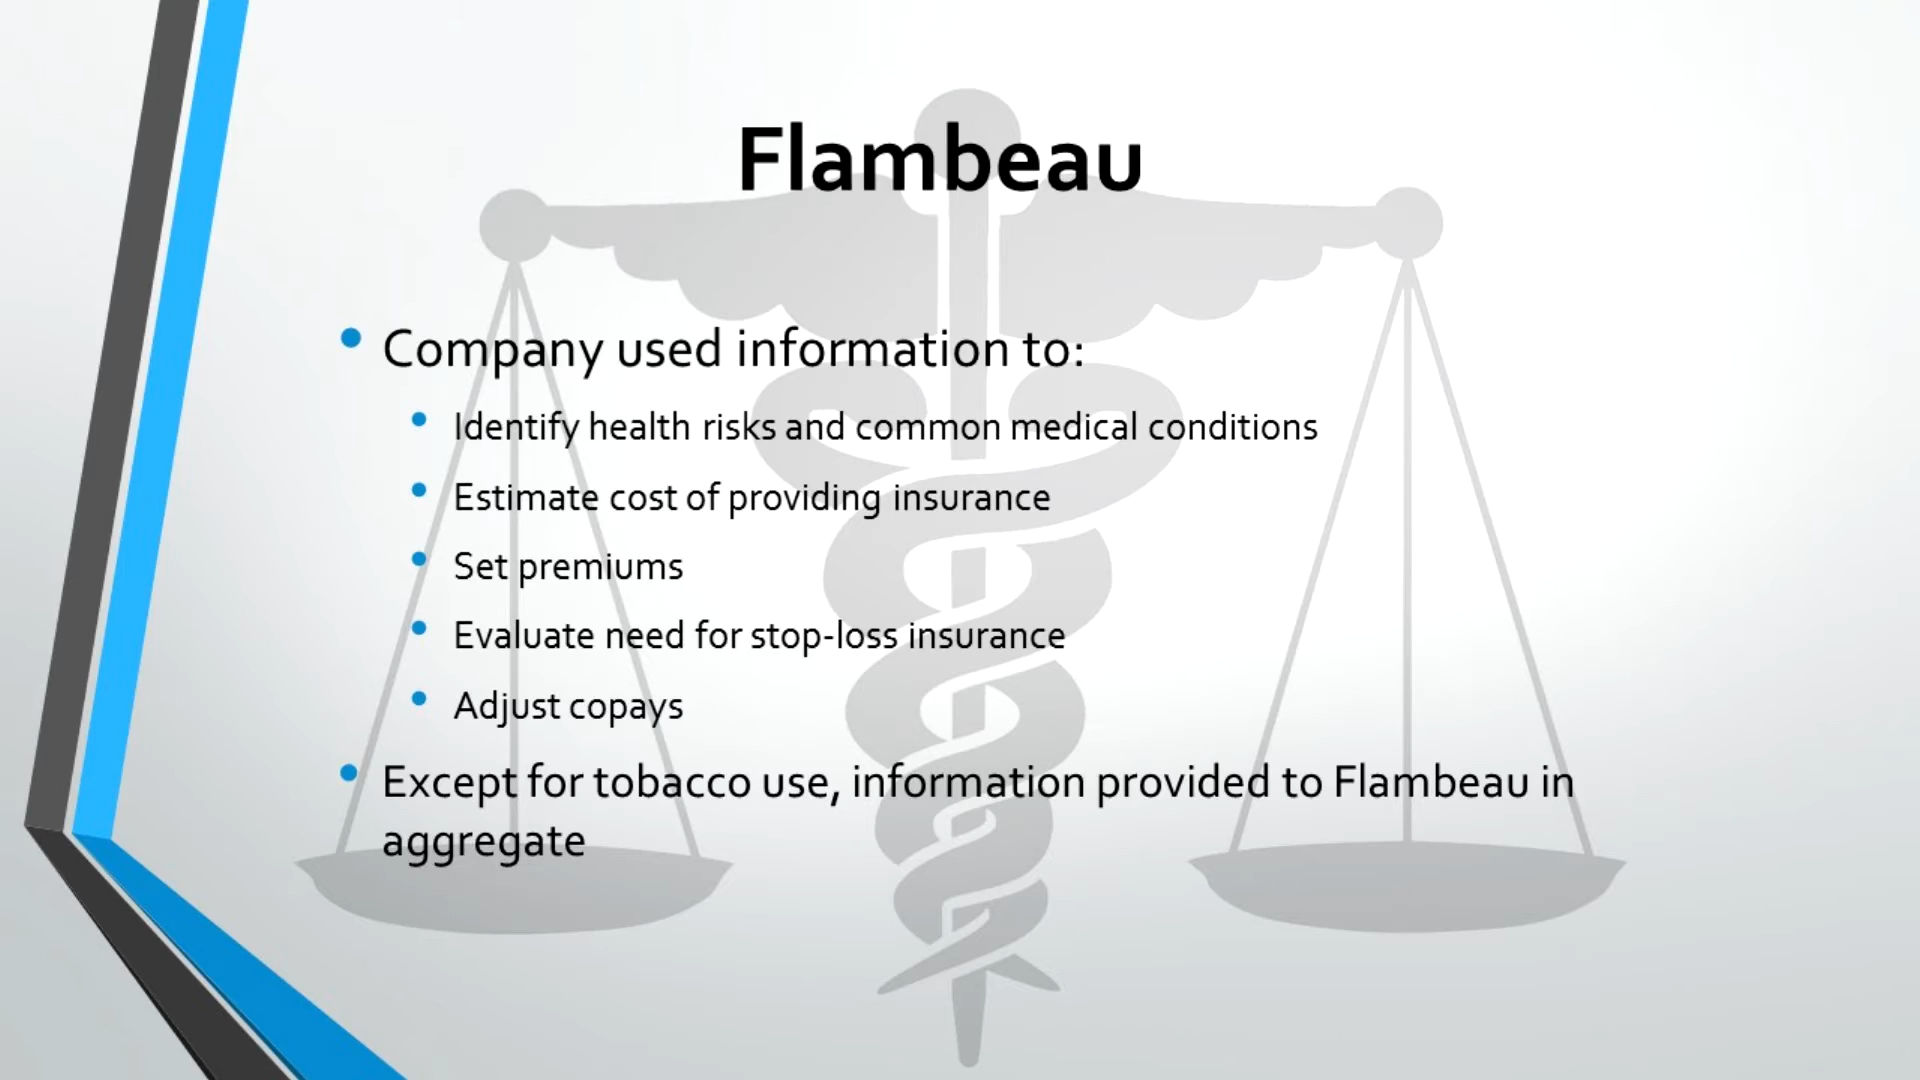 Flambeau
• Company used information to:
• Identify health risks and common medical conditions
• Estimate cost of providing insurance
• Set premiums
• Evaluate need for stop-loss insurance
• Adjust copays
• Except for tobacco use, information provided to Flambeau in
aggregate